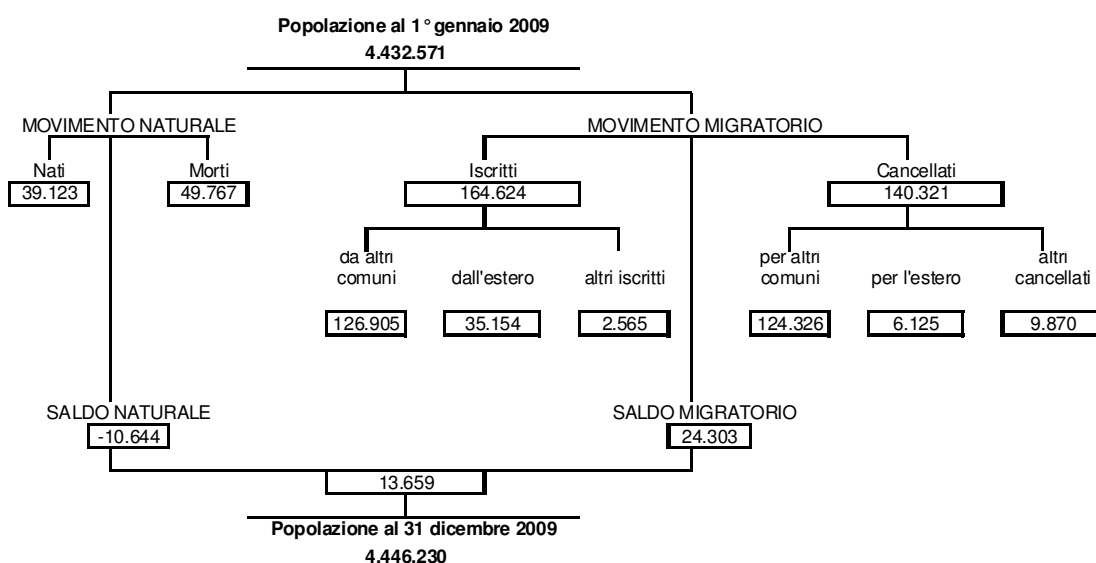 Popolazione al 1° gennaio 2009
4.432.571
MOVIMENTO NATURALE
MOVIMENTO MIGRATORIO
Nati
Morti
Iscritti
Cancellati
39.123
49.767
164.624
140.321
da altri
comuni
dall'estero
altri iscritti
per altri
comuni
per l'estero
altri
cancellati
126.905
35.154
2.565
124.326
6.125
9.870
SALDO NATURALE
SALDO MIGRATORIO
-10.644
24.303
13.659
Popolazione al 31 dicembre 2009
4.446.230